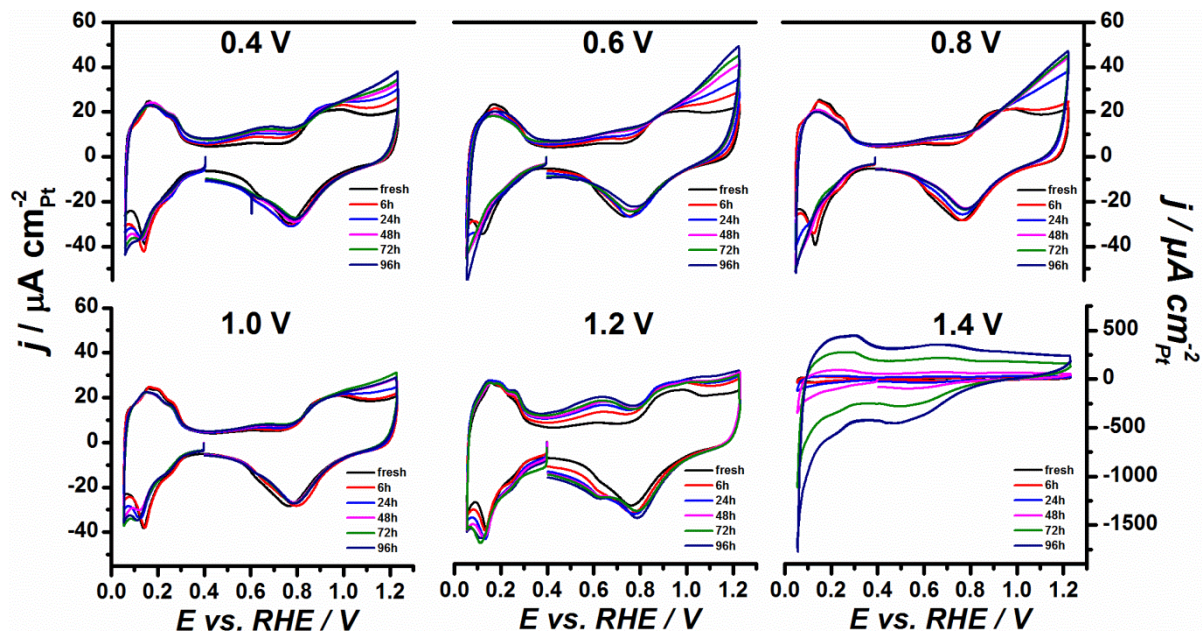 0.4 V
0.6 V
0.8 V
60
40
20
0
-20
-40
j / µA cm⁻²Pt
fresh
6h
24h
48h
72h
96h
fresh
6h
24h
48h
72h
96h
fresh
6h
24h
48h
72h
96h
60
40
20
0
-20
-40
j / µA cm⁻²Pt
1.0 V
1.2 V
1.4 V
60
40
20
0
-20
-40
fresh
6h
24h
48h
72h
96h
fresh
6h
24h
48h
72h
96h
fresh
6h
24h
48h
72h
96h
500
250
0
-500
-1000
-1500
0.0 0.2 0.4 0.6 0.8 1.0 1.2
0.0 0.2 0.4 0.6 0.8 1.0 1.2
0.0 0.2 0.4 0.6 0.8 1.0 1.2
E vs. RHE / V
E vs. RHE / V
E vs. RHE / V